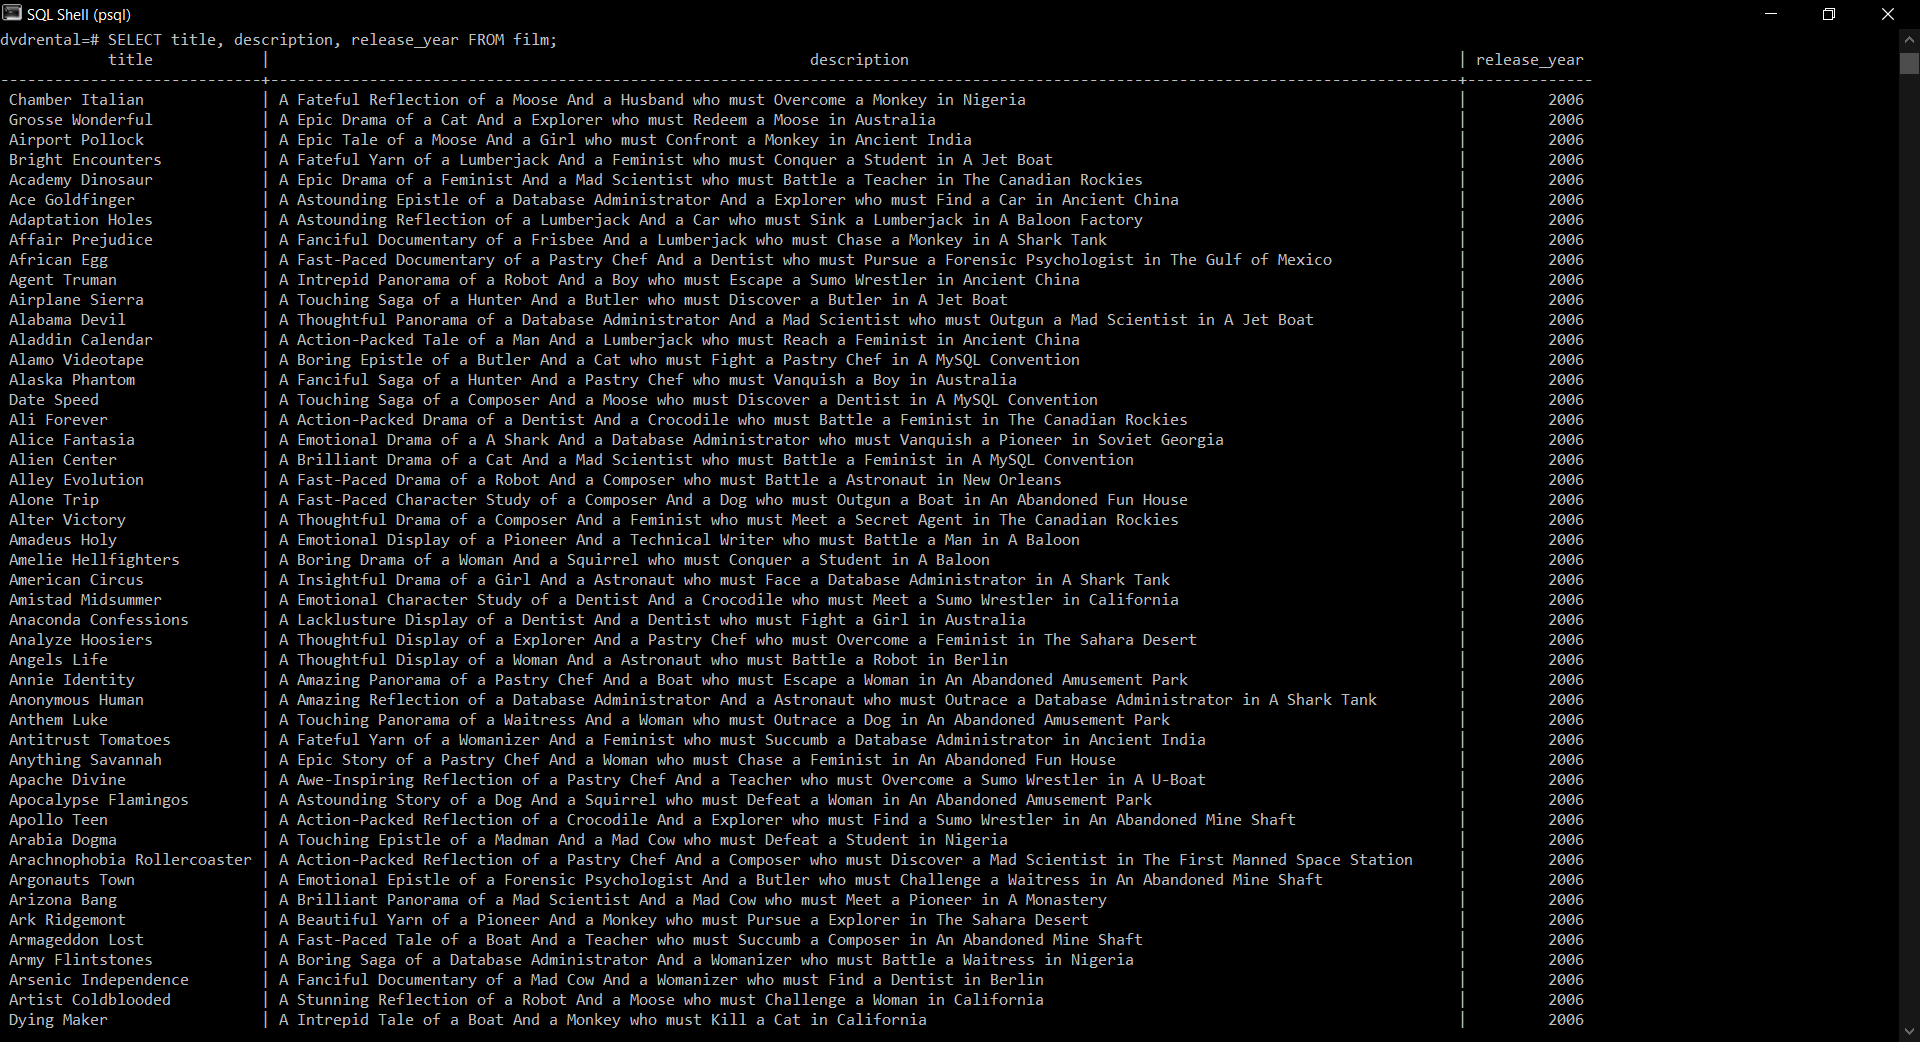 SQL Shell (psql)
dvdrental=# SELECT title, description, release_year FROM film;
title | description | release_year
-----------------------------+------------------------------------------------------------------------------------------------------------------------------------+--------------
Chamber Italian | A Fateful Reflection of a Moose And a Husband who must Overcome a Monkey in Nigeria | 2006
Grosse Wonderful | A Epic Drama of a Cat And a Explorer who must Redeem a Moose in Australia | 2006
Airport Pollock | A Epic Tale of a Moose And a Girl who must Confront a Monkey in Ancient India | 2006
Bright Encounters | A Fateful Yarn of a Lumberjack And a Feminist who must Conquer a Student in A Jet Boat | 2006
Academy Dinosaur | A Epic Drama of a Feminist And a Mad Scientist who must Battle a Teacher in The Canadian Rockies | 2006
Ace Goldfinger | A Astounding Epistle of a Database Administrator And a Explorer who must Find a Car in Ancient China | 2006
Adaptation Holes | A Astounding Reflection of a Lumberjack And a Car who must Sink a Lumberjack in A Baloon Factory | 2006
Affair Prejudice | A Fanciful Documentary of a Frisbee And a Lumberjack who must Chase a Monkey in A Shark Tank | 2006
African Egg | A Fast-Paced Documentary of a Pastry Chef And a Dentist who must Pursue a Forensic Psychologist in The Gulf of Mexico | 2006
Agent Truman | A Intrepid Panorama of a Robot And a Boy who must Escape a Sumo Wrestler in Ancient China | 2006
Airplane Sierra | A Touching Saga of a Hunter And a Butler who must Discover a Butler in A Jet Boat | 2006
Alabama Devil | A Thoughtful Panorama of a Database Administrator And a Mad Scientist who must Outgun a Mad Scientist in A Jet Boat | 2006
Aladdin Calendar | A Action-Packed Tale of a Man And a Lumberjack who must Reach a Feminist in Ancient China | 2006
Alamo Videotape | A Boring Epistle of a Butler And a Cat who must Fight a Pastry Chef in A MySQL Convention | 2006
Alaska Phantom | A Fanciful Saga of a Hunter And a Pastry Chef who must Vanquish a Boy in Australia | 2006
Date Speed | A Touching Saga of a Composer And a Moose who must Discover a Dentist in A MySQL Convention | 2006
Ali Forever | A Action-Packed Drama of a Dentist And a Crocodile who must Battle a Feminist in The Canadian Rockies | 2006
Alice Fantasia | A Emotional Drama of a A Shark And a Database Administrator who must Vanquish a Pioneer in Soviet Georgia | 2006
Alien Center | A Brilliant Drama of a Cat And a Mad Scientist who must Battle a Feminist in A MySQL Convention | 2006
Alley Evolution | A Fast-Paced Drama of a Robot And a Composer who must Battle a Astronaut in New Orleans | 2006
Alone Trip | A Fast-Paced Character Study of a Composer And a Dog who must Outgun a Boat in An Abandoned Fun House | 2006
Alter Victory | A Thoughtful Drama of a Composer And a Feminist who must Meet a Secret Agent in The Canadian Rockies | 2006
Amadeus Holy | A Emotional Display of a Pioneer And a Technical Writer who must Battle a Man in A Baloon | 2006
Amelie Hellfighters | A Boring Drama of a Woman And a Squirrel who must Conquer a Student in A Baloon | 2006
American Circus | A Insightful Drama of a Girl And a Astronaut who must Face a Database Administrator in A Shark Tank | 2006
Amistad Midsummer | A Emotional Character Study of a Dentist And a Crocodile who must Meet a Sumo Wrestler in California | 2006
Anaconda Confessions | A Lacklusture Display of a Dentist And a Dentist who must Fight a Girl in Australia | 2006
Analyze Hoosiers | A Thoughtful Display of a Explorer And a Pastry Chef who must Overcome a Feminist in The Sahara Desert | 2006
Angels Life | A Thoughtful Display of a Woman And a Astronaut who must Battle a Robot in Berlin | 2006
Annie Identity | A Amazing Panorama of a Pastry Chef And a Boat who must Escape a Woman in An Abandoned Amusement Park | 2006
Anonymous Human | A Amazing Reflection of a Database Administrator And a Astronaut who must Outrace a Database Administrator in A Shark Tank | 2006
Anthem Luke | A Touching Panorama of a Waitress And a Woman who must Outrace a Dog in An Abandoned Amusement Park | 2006
Antitrust Tomatoes | A Fateful Yarn of a Womanizer And a Feminist who must Succumb a Database Administrator in Ancient India | 2006
Anything Savannah | A Epic Story of a Pastry Chef And a Woman who must Chase a Feminist in An Abandoned Fun House | 2006
Apache Divine | A Awe-Inspiring Reflection of a Pastry Chef And a Teacher who must Overcome a Sumo Wrestler in A U-Boat | 2006
Apocalypse Flamingos | A Astounding Story of a Dog And a Squirrel who must Defeat a Woman in An Abandoned Amusement Park | 2006
Apollo Teen | A Action-Packed Reflection of a Crocodile And a Explorer who must Find a Sumo Wrestler in An Abandoned Mine Shaft | 2006
Arabia Dogma | A Touching Epistle of a Madman And a Mad Cow who must Defeat a Student in Nigeria | 2006
Arachnophobia Rollercoaster | A Action-Packed Reflection of a Pastry Chef And a Composer who must Discover a Mad Scientist in The First Manned Space Station | 2006
Argonauts Town | A Emotional Epistle of a Forensic Psychologist And a Butler who must Challenge a Waitress in An Abandoned Mine Shaft | 2006
Arizona Bang | A Brilliant Panorama of a Mad Scientist And a Mad Cow who must Meet a Pioneer in A Monastery | 2006
Ark Ridgemont | A Beautiful Yarn of a Pioneer And a Monkey who must Pursue a Explorer in The Sahara Desert | 2006
Armageddon Lost | A Fast-Paced Tale of a Boat And a Teacher who must Succumb a Composer in An Abandoned Mine Shaft | 2006
Army Flintstones | A Boring Saga of a Database Administrator And a Womanizer who must Battle a Waitress in Nigeria | 2006
Arsenic Independence | A Fanciful Documentary of a Mad Cow And a Womanizer who must Find a Dentist in Berlin | 2006
Artist Coldblooded | A Stunning Reflection of a Robot And a Moose who must Challenge a Woman in California | 2006
Dying Maker | A Intrepid Tale of a Boat And a Monkey who must Kill a Cat in California | 2006